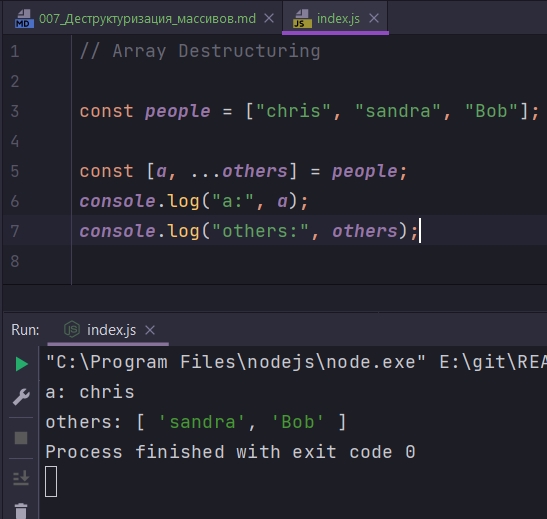 MD 007_Деструктуризация_массивов.md JS index.js
1 // Array Destructuring
2
3 const people = ["chris", "sandra", "Bob"];
4
5 const [a, ...others] = people;
6 console.log("a:", a);
7 console.log("others:", others);
8
Run: index.js
"C:\Program Files\nodejs\node.exe" E:\git\REA
a: chris
others: [ 'sandra', 'Bob' ]
Process finished with exit code 0